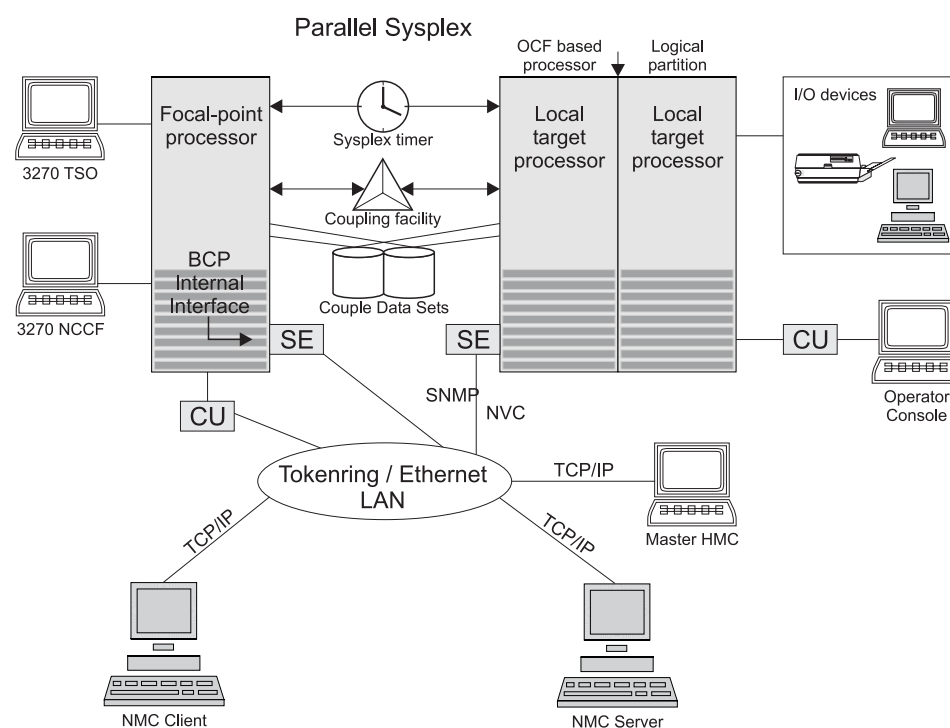 Parallel Sysplex
OCF based
processor
Logical
partition
3270 TSO
3270 NCCF
Focal-point
processor
BCP
Internal
Interface
Sysplex timer
Coupling facility
Couple Data Sets
Local
target
processor
Local
target
processor
I/O devices
SE
SE
CU
Operator
Console
CU
SNMP
NVC
Tokenring / Ethernet
LAN
TCP/IP
Master HMC
TCP/IP
TCP/IP
NMC Client
NMC Server